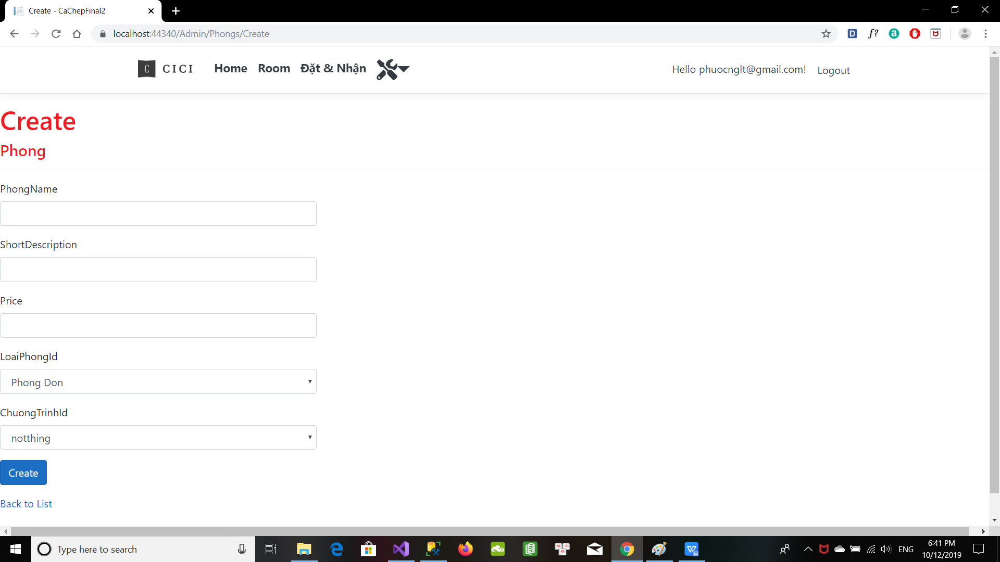 Create - CaChepFinal2
localhost:44340/Admin/Phongs/Create
D f? a
C CICI Home Room Đặt & Nhận Hello phuocnglt@gmail.com! Logout
Create
Phong
PhongName
ShortDescription
Price
LoaiPhongId
Phong Don
ChuongTrinhId
notthing
Create
Back to List
Type here to search
ENG
6:41 PM
10/12/2019